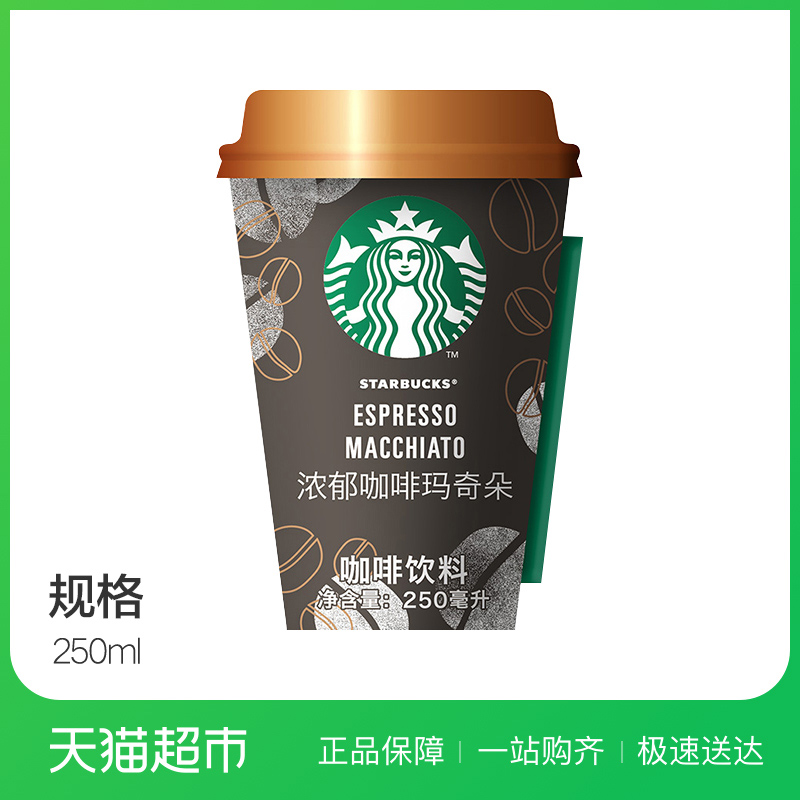 TM
STARBUCKS®
ESPRESSO
MACCHIATO
浓郁咖啡玛奇朵
咖啡饮料
净含量：250毫升
规格
250ml
天猫超市 正品保障 | 一站购齐 | 极速送达